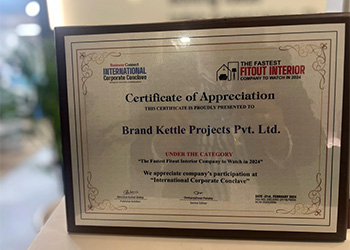 Business Connect
INTERNATIONAL
Corporate Conclave
THE FASTEST
FITOUT INTERIOR
COMPANY TO WATCH IN 2024
Certificate of Appreciation
THIS CERTIFICATE IS PROUDLY PRESENTED TO
Brand Kettle Projects Pvt. Ltd.
UNDER THE CATEGORY
"The Fastest Fitout Interior Company to Watch in 2024"
We appreciate company's participation at
"International Corporate Conclave"